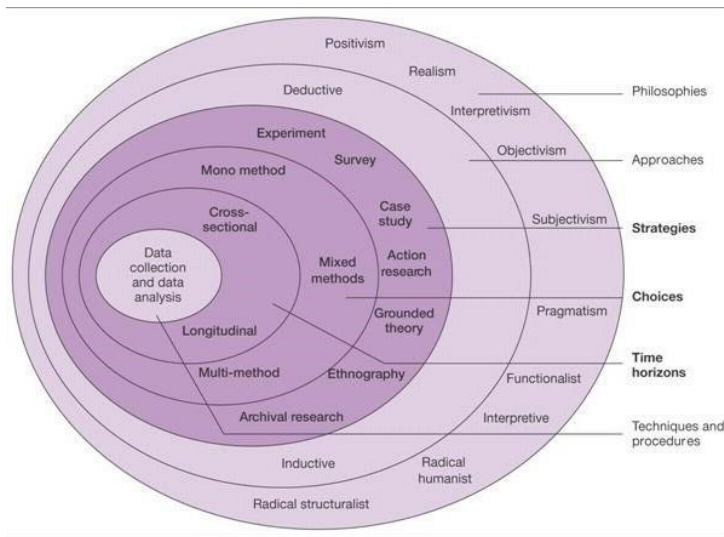 Positivism
Realism
Philosophies
Deductive
Interpretivism
Experiment
Objectivism
Survey
Approaches
Mono method
Case
study
Cross-
sectional
Subjectivism
Strategies
Data
collection
and data
analysis
Mixed
methods
Action
research
Choices
Pragmatism
Grounded
theory
Longitudinal
Time
horizons
Multi-method
Ethnography
Functionalist
Archival research
Interpretive
Techniques and
procedures
Inductive
Radical
humanist
Radical structuralist